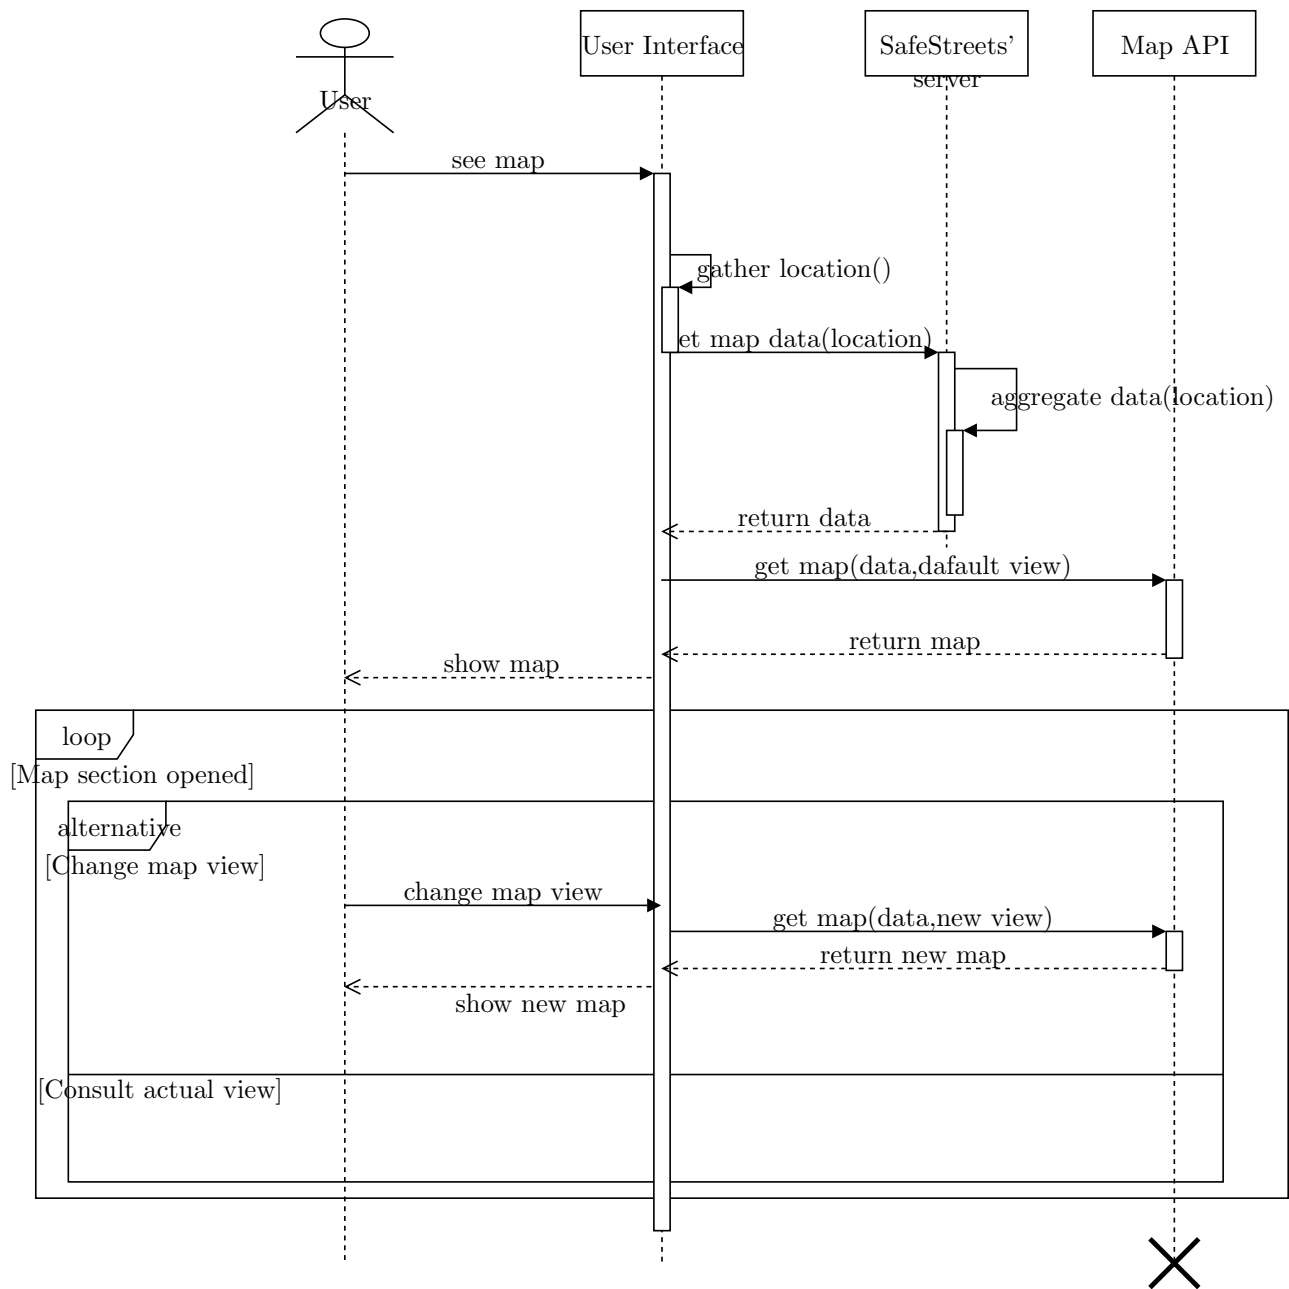 User
User Interface
SafeStreets'
server
Map API
see map
gather location()
et map data(location)
aggregate data(location)
return data
get map(data,dafault view)
return map
show map
loop
[Map section opened]
alternative
[Change map view]
change map view
get map(data,new view)
return new map
show new map
[Consult actual view]